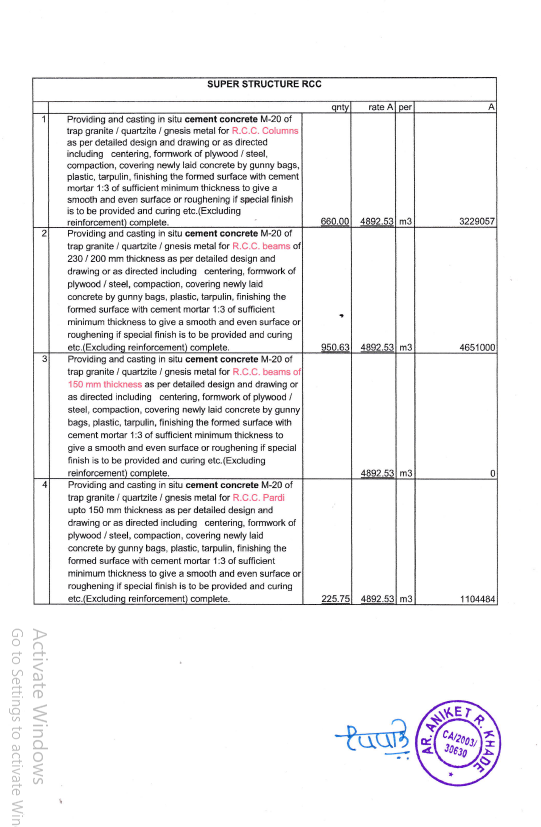 SUPER STRUCTURE RCC
qnty rate A per A
1 Providing and casting in situ cement concrete M-20 of
trap granite / quartzite / gnesis metal for R.C.C. Columns
as per detailed design and drawing or as directed
including centering, formwork of plywood / steel,
compaction, covering newly laid concrete by gunny bags,
plastic, tarpulin, finishing the formed surface with cement
mortar 1:3 of sufficient minimum thickness to give a
smooth and even surface or roughening if special finish
is to be provided and curing etc.(Excluding
reinforcement) complete. 660.00 4892.53 m3 3229057
2 Providing and casting in situ cement concrete M-20 of
trap granite / quartzite / gnesis metal for R.C.C. beams of
230 / 200 mm thickness as per detailed design and
drawing or as directed including centering, formwork of
plywood / steel, compaction, covering newly laid
concrete by gunny bags, plastic, tarpulin, finishing the
formed surface with cement mortar 1:3 of sufficient
minimum thickness to give a smooth and even surface or
roughening if special finish is to be provided and curing
etc.(Excluding reinforcement) complete. 950.63 4892.53 m3 4651000
3 Providing and casting in situ cement concrete M-20 of
trap granite / quartzite / gnesis metal for R.C.C. beams of
150 mm thickness as per detailed design and drawing or
as directed including centering, formwork of plywood /
steel, compaction, covering newly laid concrete by gunny
bags, plastic, tarpulin, finishing the formed surface with
cement mortar 1:3 of sufficient minimum thickness to
give a smooth and even surface or roughening if special
finish is to be provided and curing etc.(Excluding
reinforcement) complete. 4892.53 m3 0
4 Providing and casting in situ cement concrete M-20 of
trap granite / quartzite / gnesis metal for R.C.C. Pardi
upto 150 mm thickness as per detailed design and
drawing or as directed including centering, formwork of
plywood / steel, compaction, covering newly laid
concrete by gunny bags, plastic, tarpulin, finishing the
formed surface with cement mortar 1:3 of sufficient
minimum thickness to give a smooth and even surface or
roughening if special finish is to be provided and curing
etc.(Excluding reinforcement) complete. 225.75 4892.53 m3 1104484
Activate Windows
Go to Settings to activate Win
AR. ANIKET R. KHADE
CA/2003/
30630